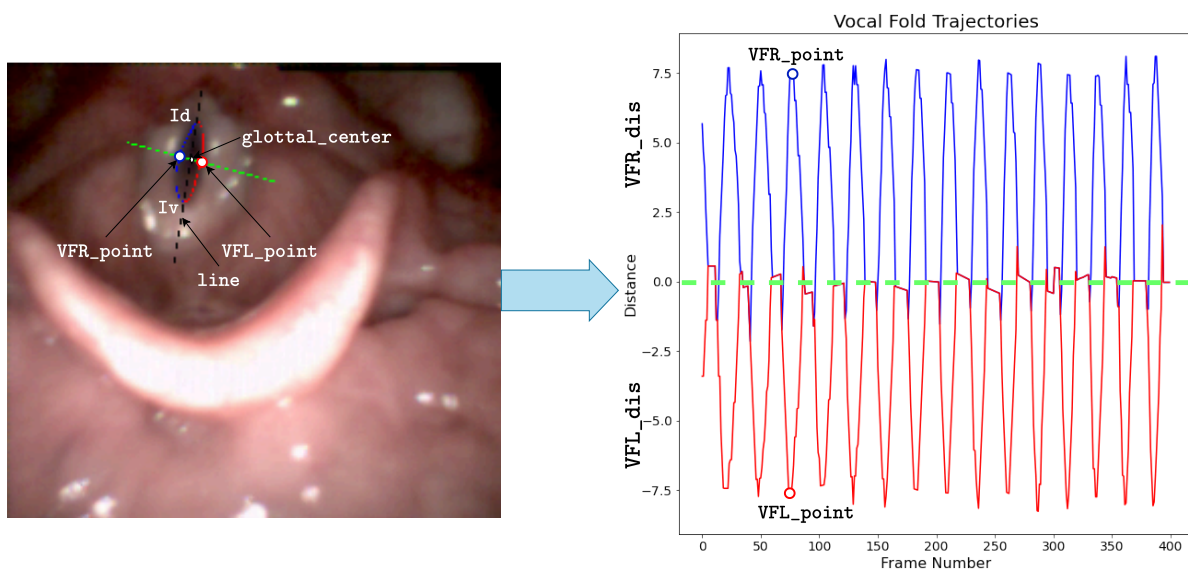 Id
glottal_center
Iv
VFR_point
VFL_point
line
Vocal Fold Trajectories
VFR_point
VFR_dis
Distance
VFL_dis
7.5
5.0
2.5
0.0
−2.5
−5.0
−7.5
VFL_point
0 50 100 150 200 250 300 350 400
Frame Number